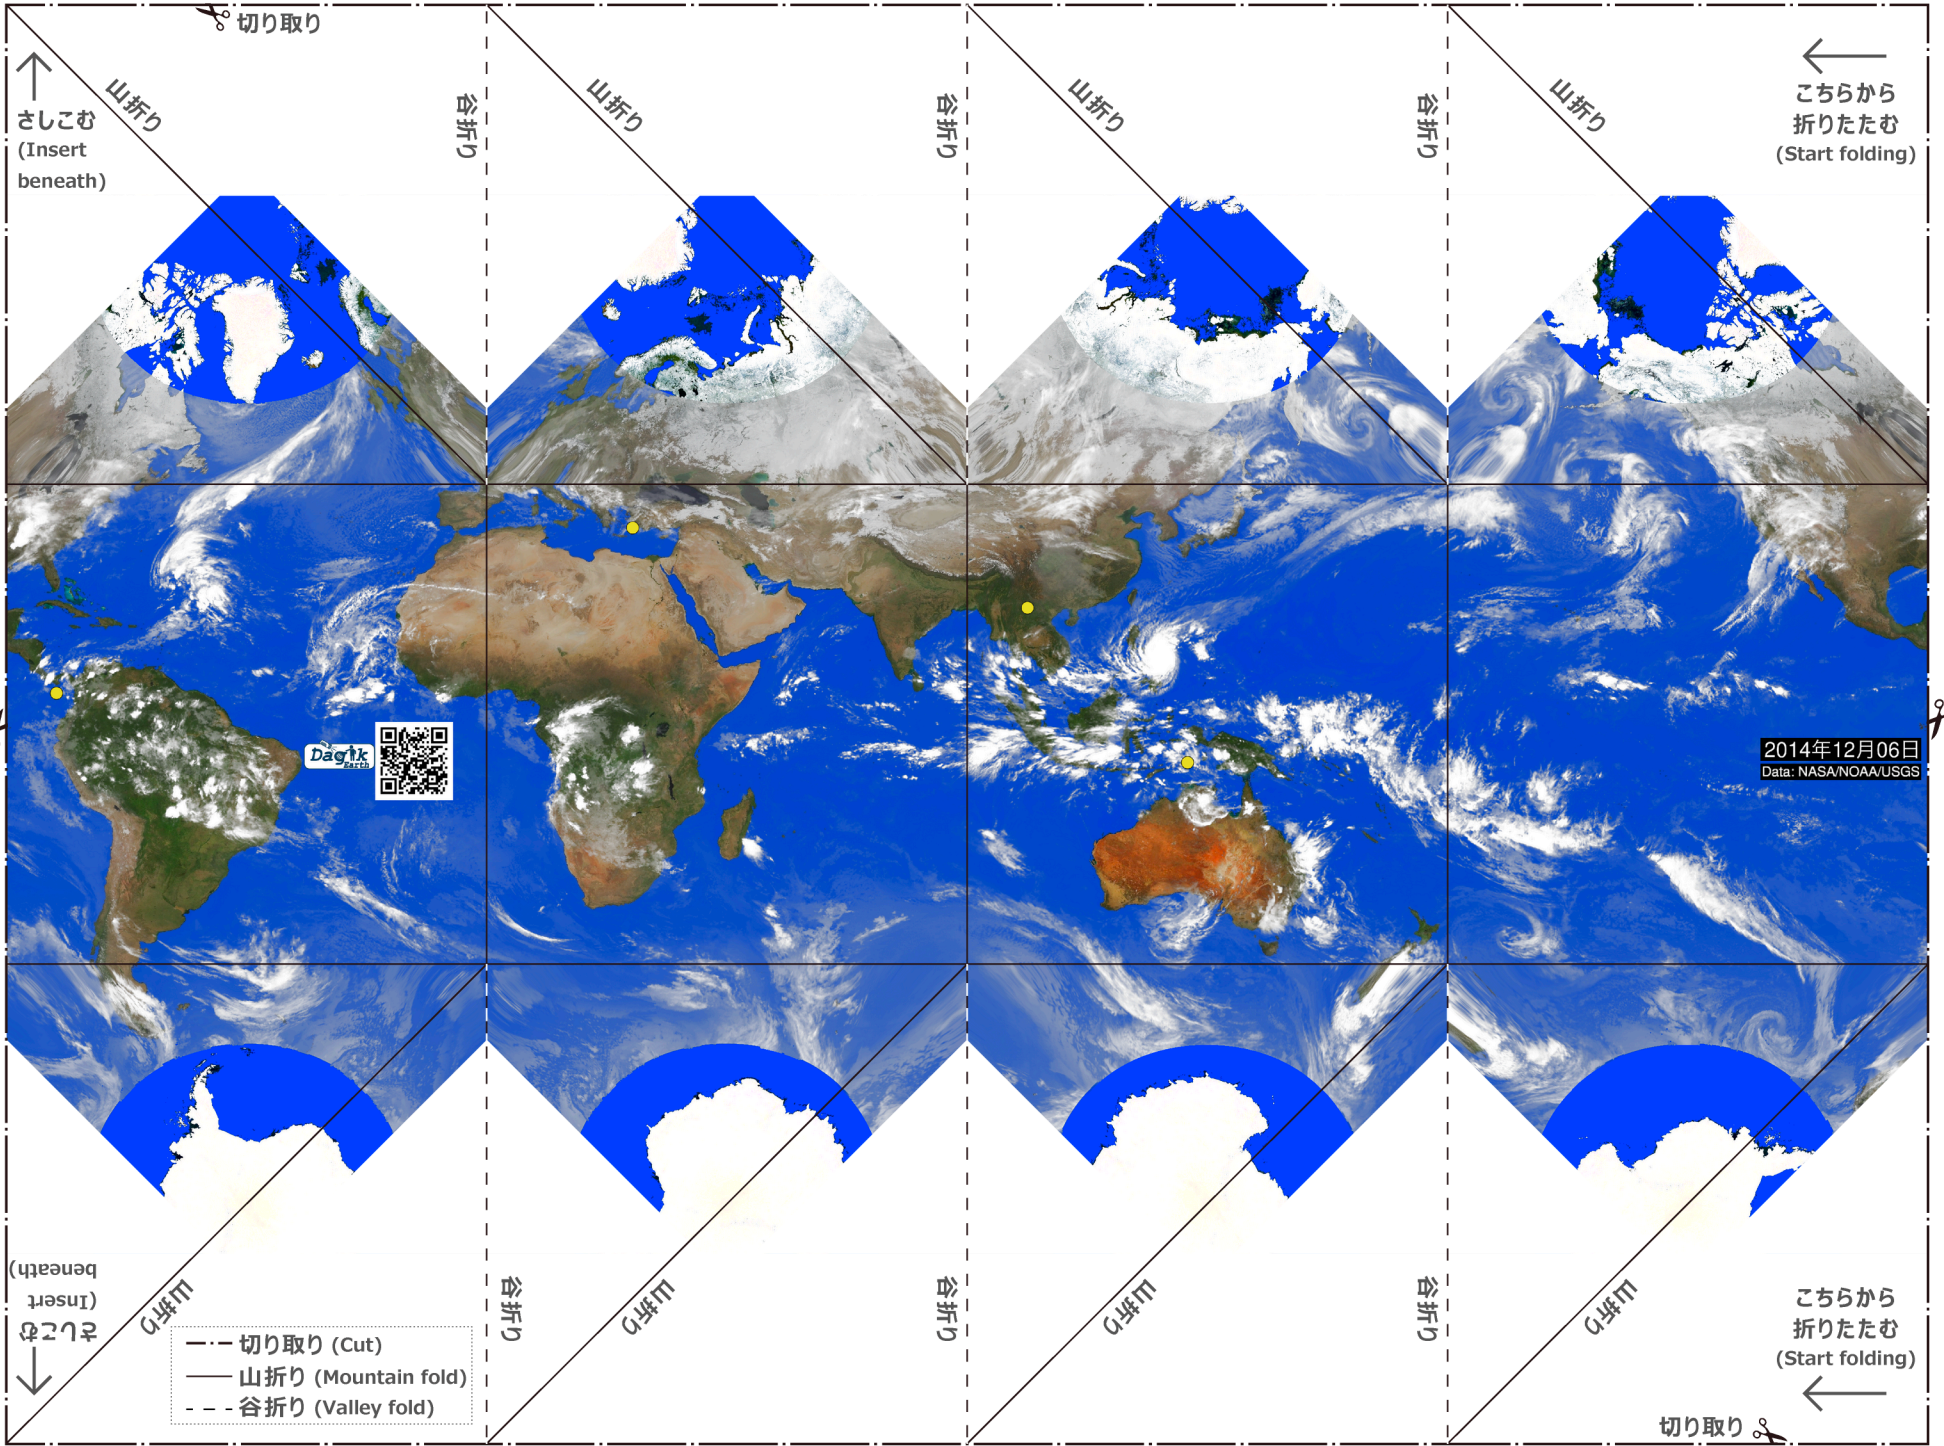 切り取り
山折り
谷折り
山折り
谷折り
山折り
谷折り
山折り
さしこむ
(Insert
beneath)
こちらから
折りたたむ
(Start folding)
Dagik
Earth
2014年12月06日
Data: NASA/NOAA/USGS
さしこむ
(Insert
beneath)
山折り
谷折り
山折り
谷折り
山折り
谷折り
山折り
こちらから
折りたたむ
(Start folding)
切り取り (Cut)
山折り (Mountain fold)
谷折り (Valley fold)
切り取り